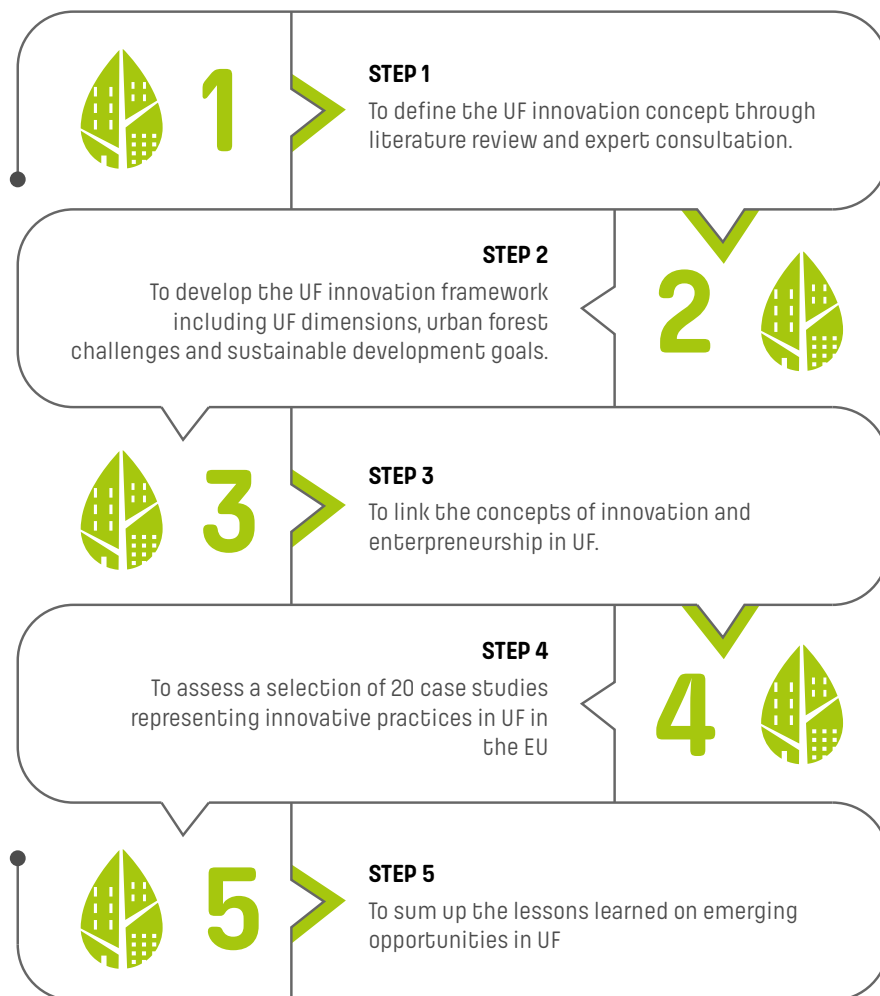 1
STEP 1
To define the UF innovation concept through
literature review and expert consultation.
STEP 2
To develop the UF innovation framework
including UF dimensions, urban forest
challenges and sustainable development goals.
2
3
STEP 3
To link the concepts of innovation and
enterpreneurship in UF.
STEP 4
To assess a selection of 20 case studies
representing innovative practices in UF in
the EU
4
5
STEP 5
To sum up the lessons learned on emerging
opportunities in UF